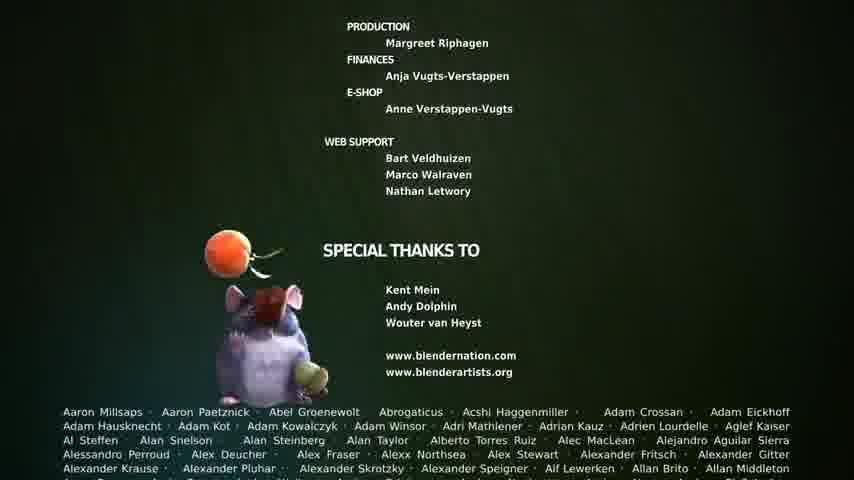 PRODUCTION
Margreet Riphagen
FINANCES
Anja Vugts-Verstappen
E-SHOP
Anne Verstappen-Vugts
WEB SUPPORT
Bart Veldhuizen
Marco Walraven
Nathan Letwory
SPECIAL THANKS TO
Kent Mein
Andy Dolphin
Wouter van Heyst
www.blendernation.com
www.blenderartists.org
Aaron Millsaps · Aaron Paetznick · Abel Groenewolt Abrogaticus · Acshi Haggenmiller · Adam Crossan · Adam Eickhoff
Adam Hausknecht · Adam Kot · Adam Kowalczyk · Adam Winsor · Adri Mathlener · Adrian Kauz · Adrien Lourdelle · Aglef Kaiser
Al Steffen · Alan Snelson · Alan Steinberg · Alan Taylor · Alberto Torres Ruiz · Alec MacLean · Alejandro Aguilar Sierra
Alessandro Perroud · Alex Deucher · Alex Fraser · Alexx Northsea · Alex Stewart · Alexander Fritsch · Alexander Gitter
Alexander Krause · Alexander Pluhar · Alexander Skrotzky · Alexander Speigner · Alf Lewerken · Allan Brito · Allan Middleton